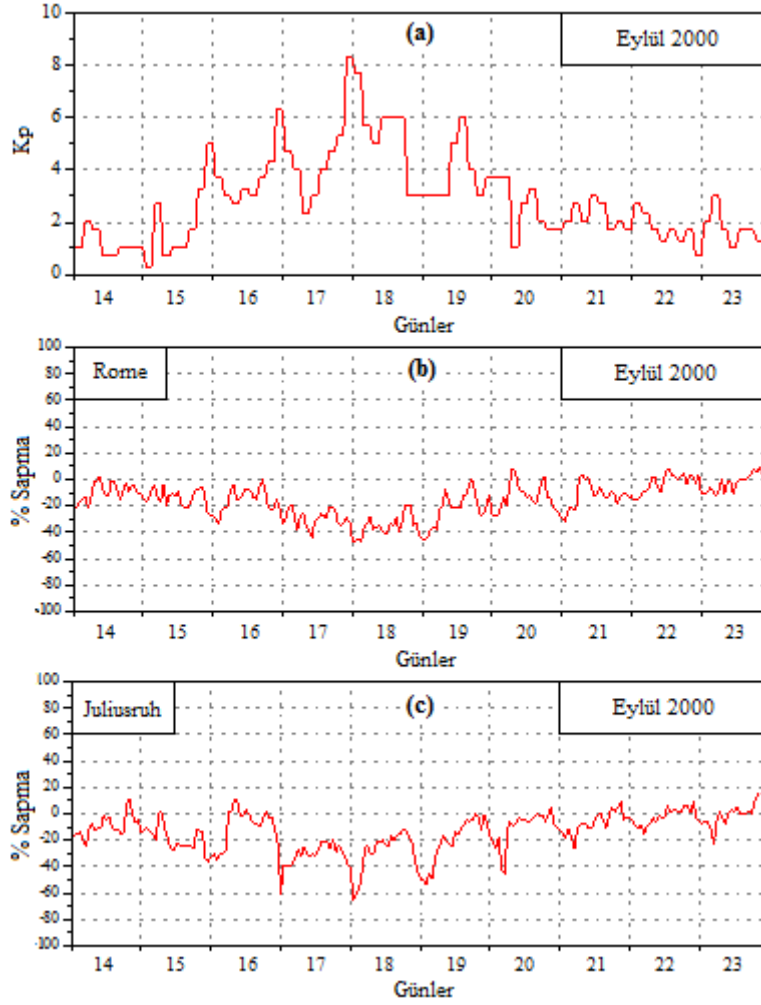 (a)
Eylül 2000
Kp
10
8
6
4
2
0
14 15 16 17 18 19 20 21 22 23
Günler
Rome
(b)
Eylül 2000
% Sapma
100
80
60
40
20
0
-20
-40
-60
-80
-100
14 15 16 17 18 19 20 21 22 23
Günler
Juliusruh
(c)
Eylül 2000
% Sapma
100
80
60
40
20
0
-20
-40
-60
-80
-100
14 15 16 17 18 19 20 21 22 23
Günler